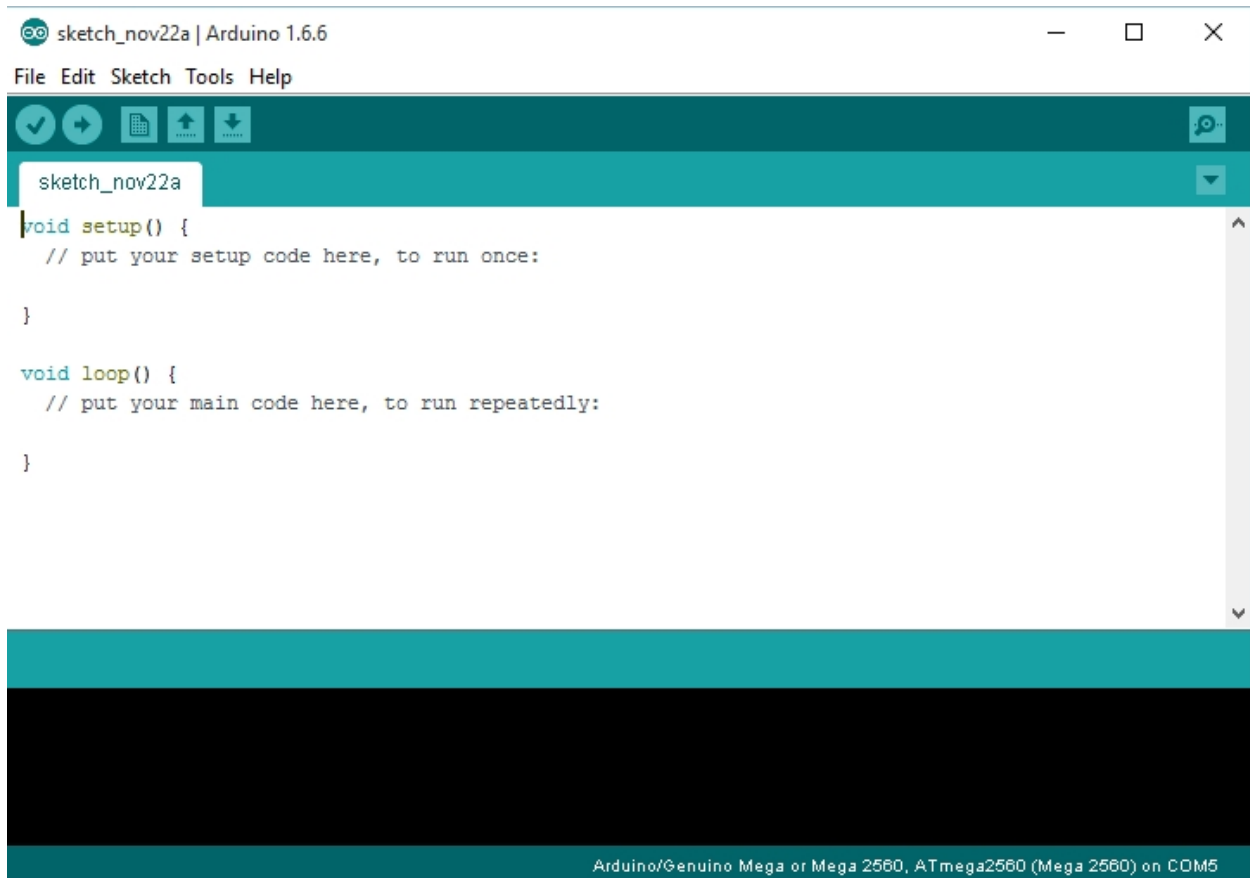 sketch_nov22a | Arduino 1.6.6
File Edit Sketch Tools Help
sketch_nov22a
void setup() {
  // put your setup code here, to run once:
}
void loop() {
  // put your main code here, to run repeatedly:
}
Arduino/Genuino Mega or Mega 2560, ATmega2560 (Mega 2560) on COM5